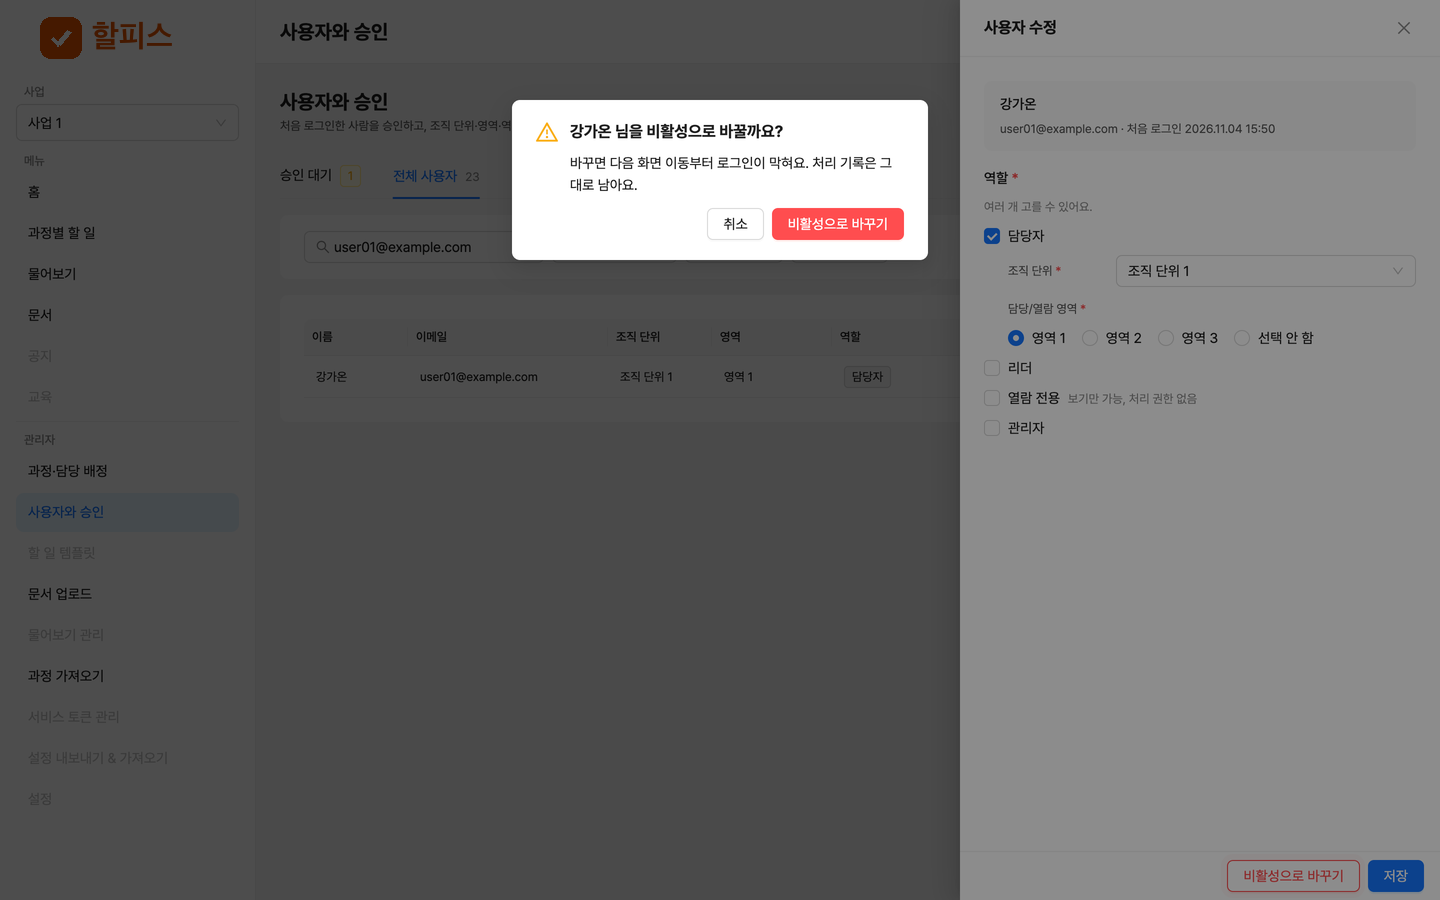 할피스
사업
사업 1
메뉴
홈
과정별 할 일
물어보기
문서
공지
교육
관리자
과정·담당 배정
사용자와 승인
할 일 템플릿
문서 업로드
물어보기 관리
과정 가져오기
서비스 토큰 관리
설정 내보내기 & 가져오기
설정
사용자와 승인
사용자와 승인
처음 로그인한 사람을 승인하고, 조직 단위·영역·역
승인 대기 1
전체 사용자 23
user01@example.com
이름 이메일 조직 단위 영역 역할
강가온 user01@example.com 조직 단위 1 영역 1 담당자
강가온 님을 비활성으로 바꿀까요?
바꾸면 다음 화면 이동부터 로그인이 막혀요. 처리 기록은 그
대로 남아요.
취소 비활성으로 바꾸기
사용자 수정
강가온
user01@example.com · 처음 로그인 2026.11.04 15:50
역할 *
여러 개 고를 수 있어요.
담당자
조직 단위 * 조직 단위 1
담당/열람 영역 *
영역 1 영역 2 영역 3 선택 안 함
리더
열람 전용 보기만 가능, 처리 권한 없음
관리자
비활성으로 바꾸기 저장